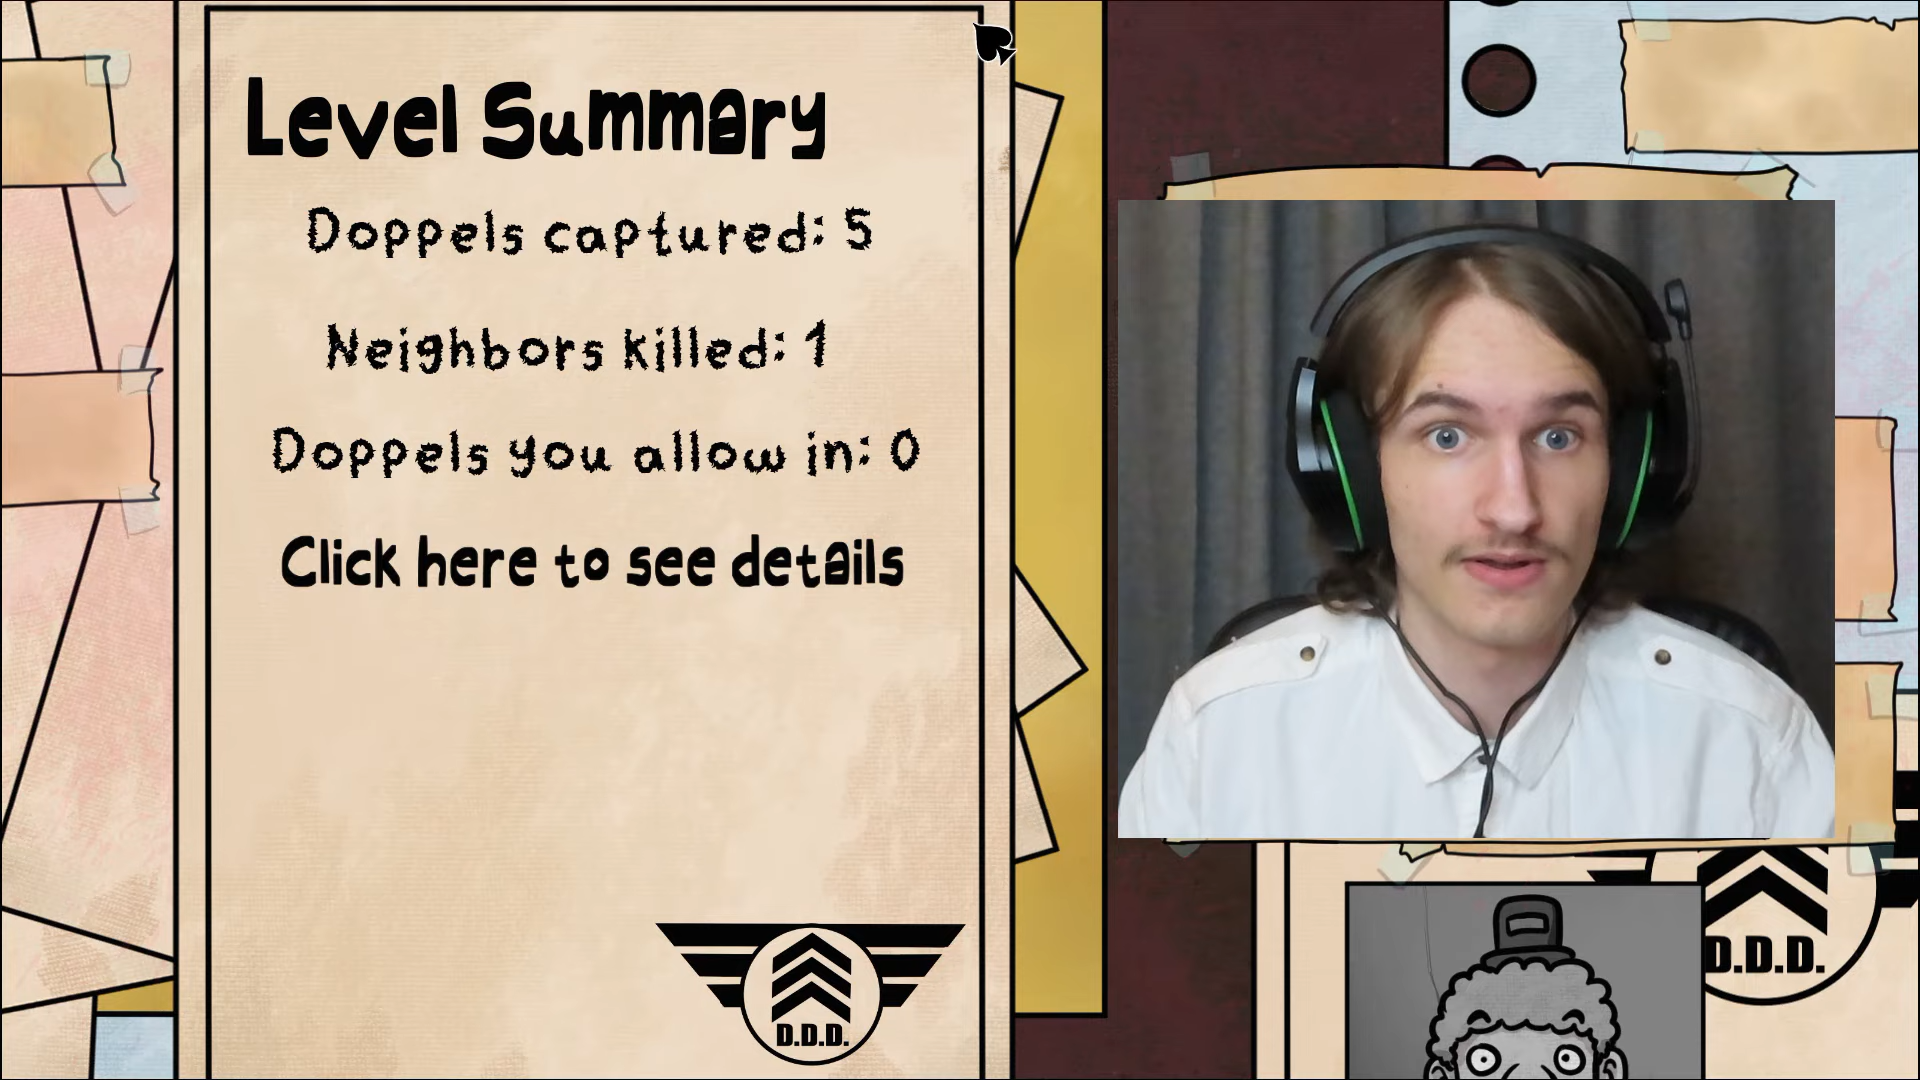 Level Summary
Doppels captured: 5
Neighbors killed: 1
Doppels you allow in: 0
Click here to see details
D.D.D.
D.D.D.